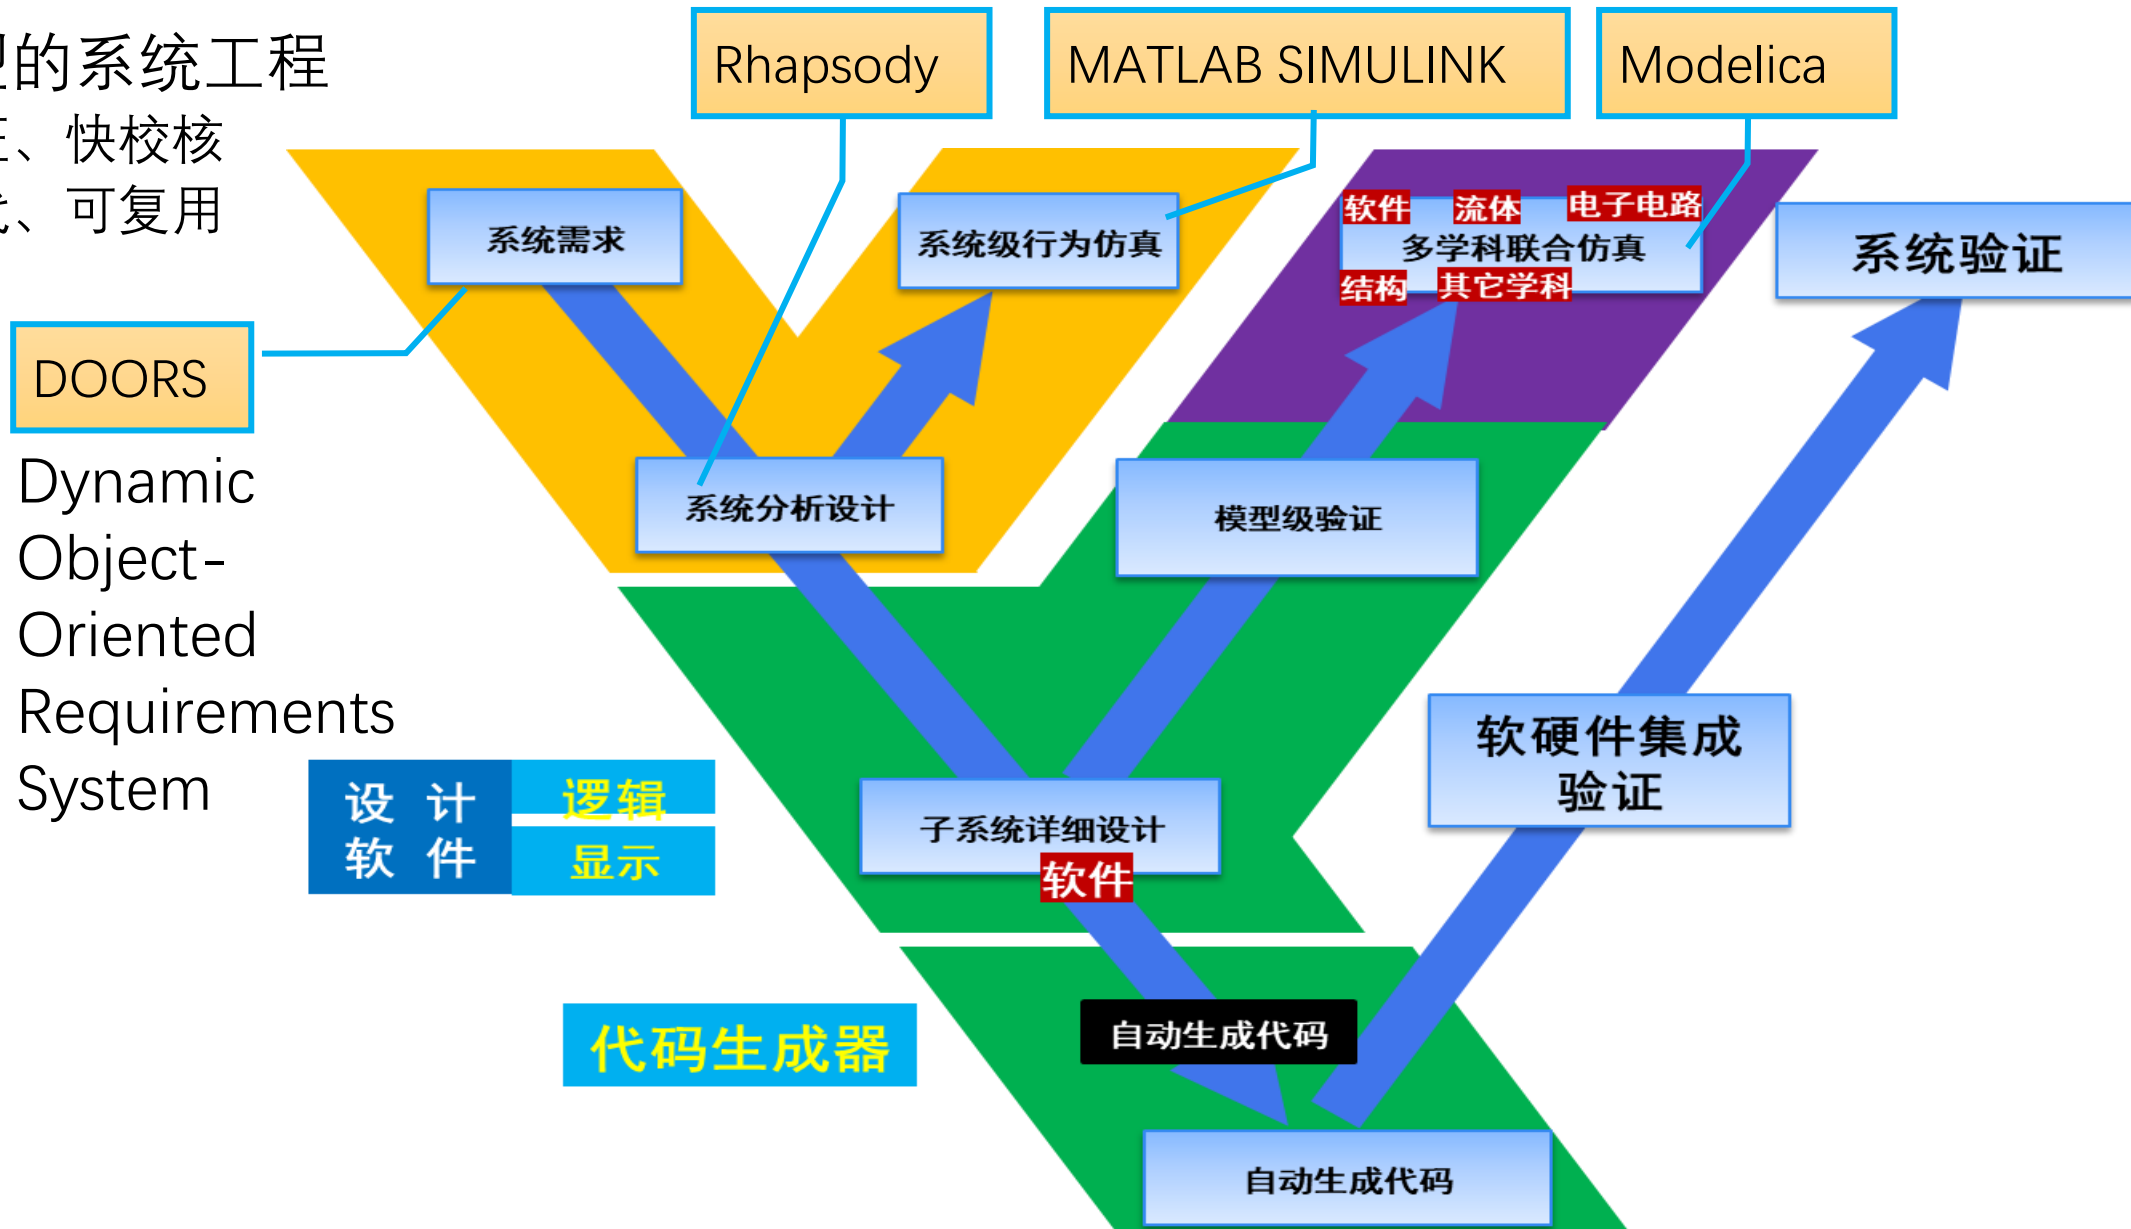 型的系统工程
、快校核
、可复用
Rhapsody
MATLAB SIMULINK
Modelica
系统需求
系统级行为仿真
软件
流体
电子电路
多学科联合仿真
结构
其它学科
系统验证
DOORS
Dynamic
Object-
Oriented
Requirements
System
系统分析设计
模型级验证
软硬件集成
验证
设 计
软 件
逻辑
显示
子系统详细设计
软件
代码生成器
自动生成代码
自动生成代码